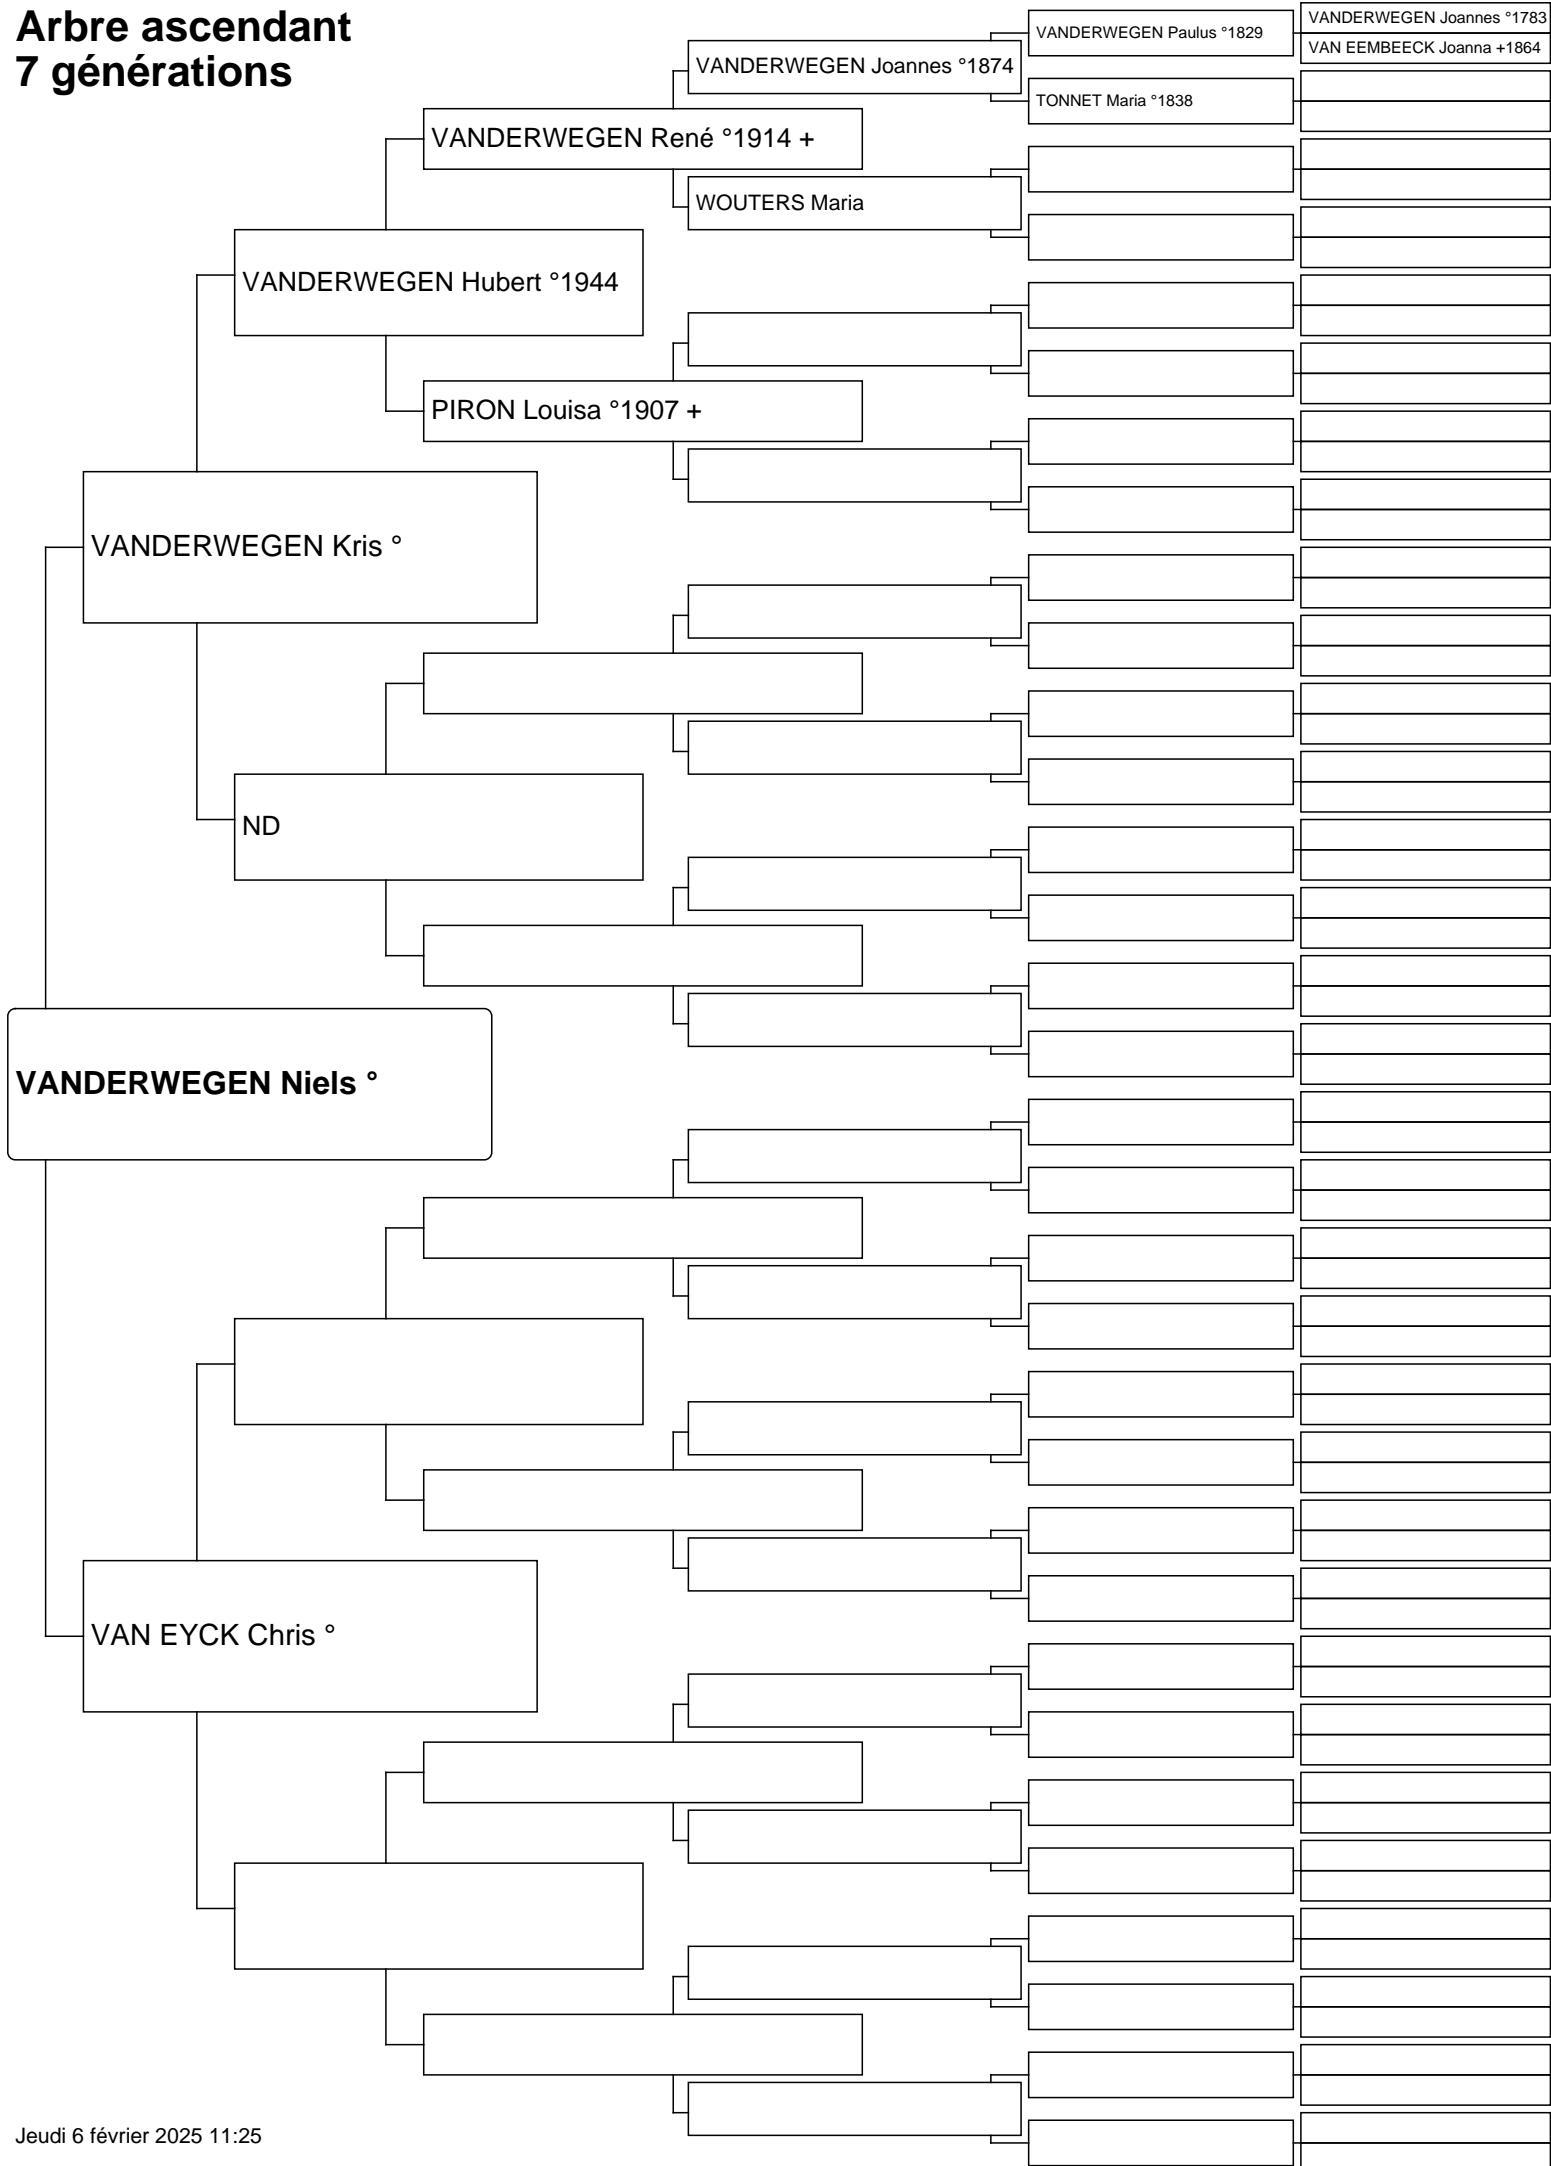 Arbre ascendant
7 générations
VANDERWEGEN Joannes °1783
VANDERWEGEN Paulus °1829
VAN EEMBEECK Joanna +1864
VANDERWEGEN Joannes °1874
TONNET Maria °1838
VANDERWEGEN René °1914 +
WOUTERS Maria
VANDERWEGEN Hubert °1944
PIRON Louisa °1907 +
VANDERWEGEN Kris °
ND
VANDERWEGEN Niels °
VAN EYCK Chris °
Jeudi 6 février 2025 11:25